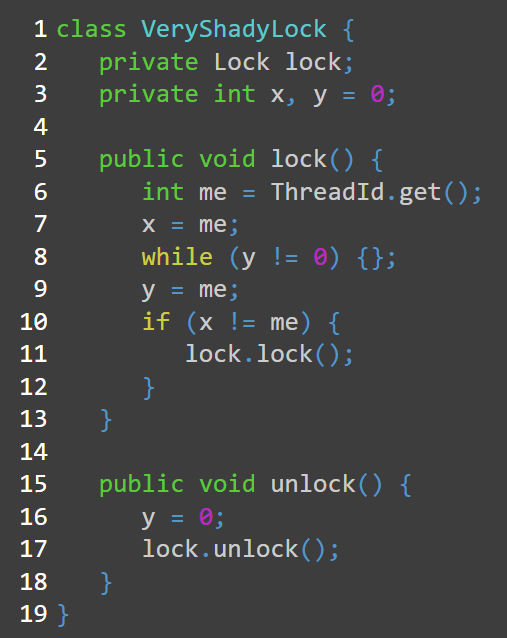 1 class VeryShadyLock {
2    private Lock lock;
3    private int x, y = 0;
4
5    public void lock() {
6       int me = ThreadId.get();
7       x = me;
8       while (y != 0) {};
9       y = me;
10       if (x != me) {
11          lock.lock();
12       }
13    }
14
15    public void unlock() {
16       y = 0;
17       lock.unlock();
18    }
19 }